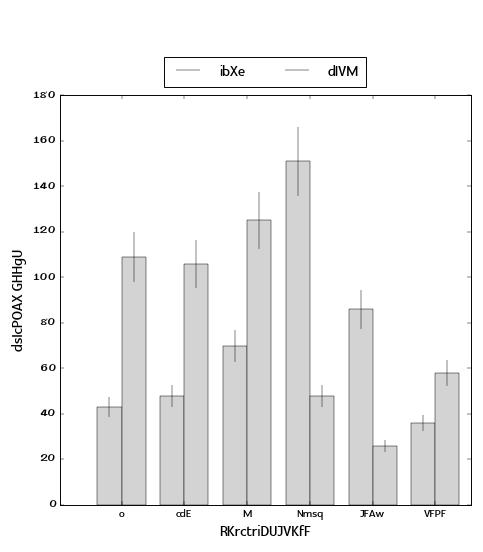 ibXe dIVM
180
160
140
120
100
80
60
40
20
0
dslcPOAX GHHgU
o cdE M Nmsq JFAw VFPF
RKrctriDUJVKfF